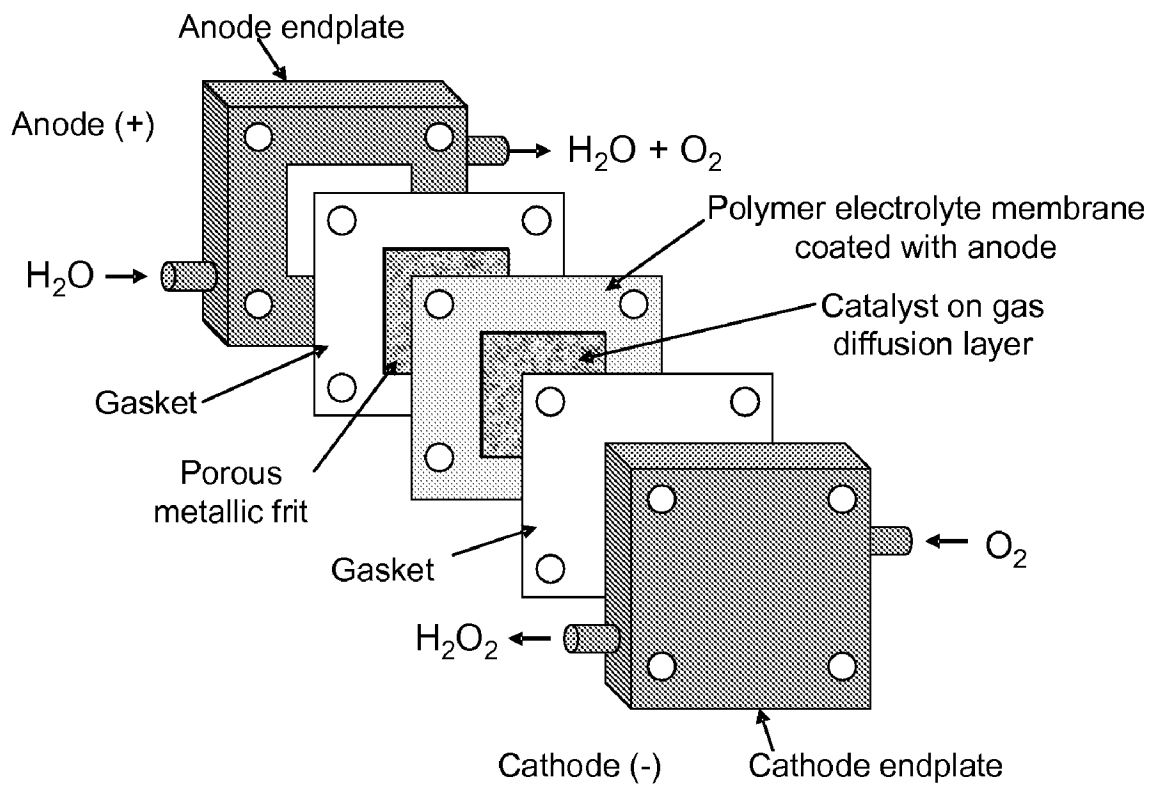 Anode endplate
Anode (+)
H₂O + O₂
Polymer electrolyte membrane
coated with anode
H₂O
Catalyst on gas
diffusion layer
Gasket
Porous
metallic frit
Gasket
O₂
H₂O₂
Cathode (-)
Cathode endplate